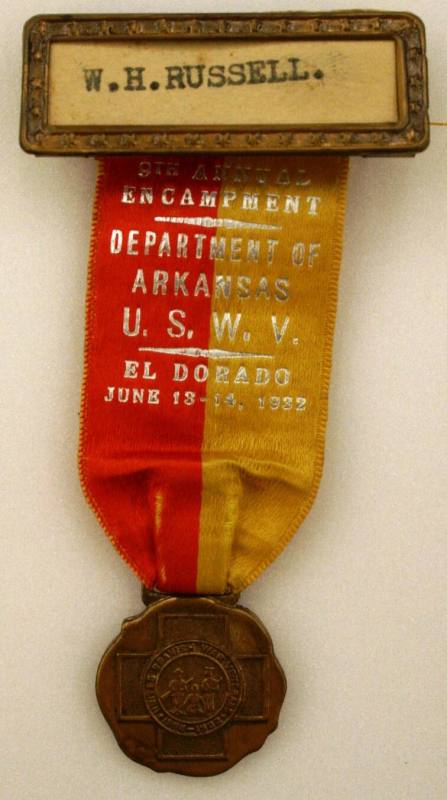 W.H.RUSSELL.
9TH ANNUAL
ENCAMPMENT
DEPARTMENT OF
ARKANSAS
U. S. W. V.
EL DORADO
JUNE 13-14, 1932